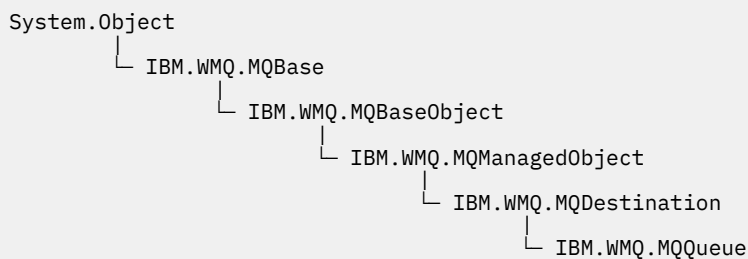 System.Object
IBM.WMQ.MQBase
IBM.WMQ.MQBaseObject
IBM.WMQ.MQManagedObject
IBM.WMQ.MQDestination
IBM.WMQ.MQQueue